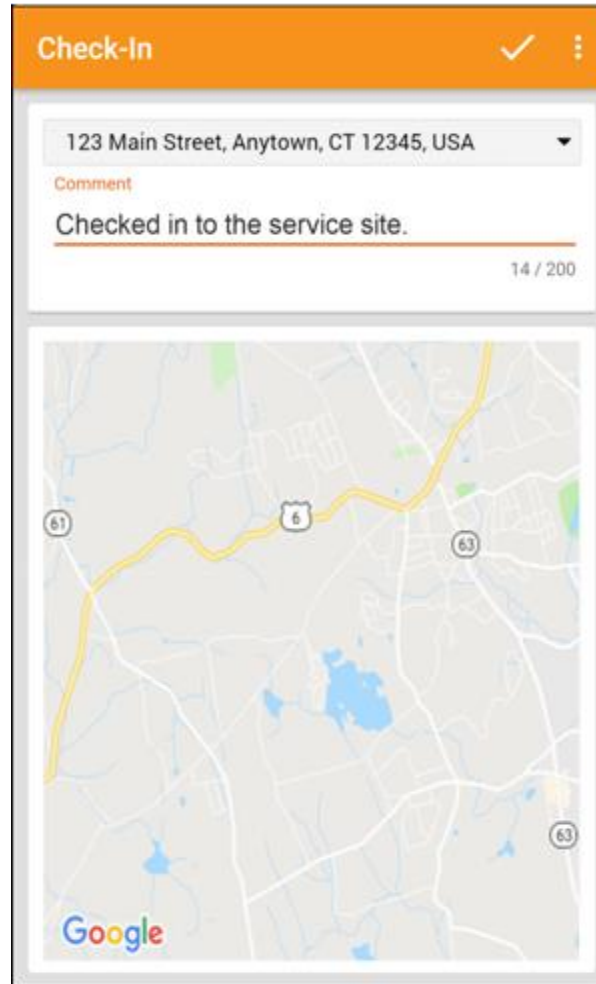 Check-In
123 Main Street, Anytown, CT 12345, USA
Comment
Checked in to the service site.
14 / 200
61
6
63
63
Google